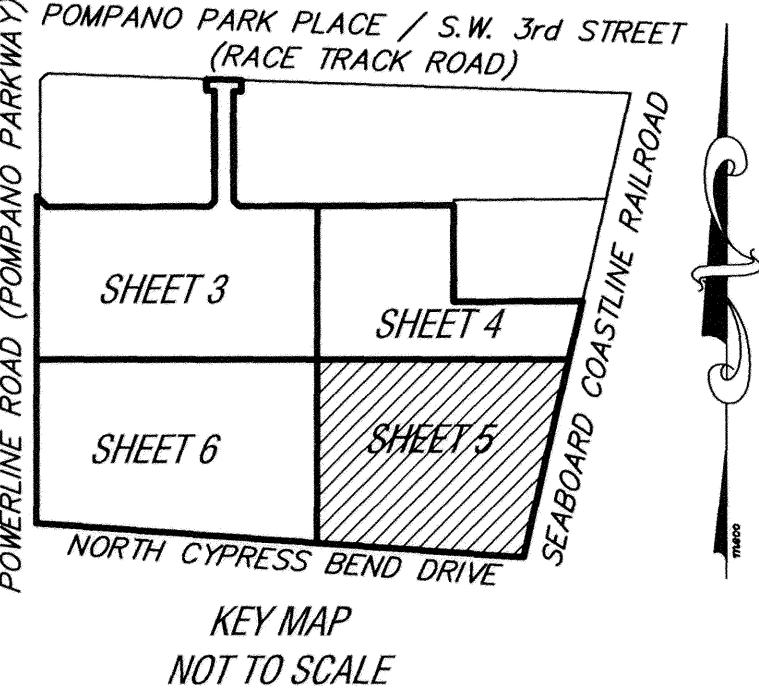 POMPANO PARK PLACE / S.W. 3rd STREET
(RACE TRACK ROAD)
POWERLINE ROAD (POMPANO PARKWAY)
SEABOARD COASTLINE RAILROAD
SHEET 3
SHEET 4
SHEET 6
SHEET 5
NORTH CYPRESS BEND DRIVE
KEY MAP
NOT TO SCALE